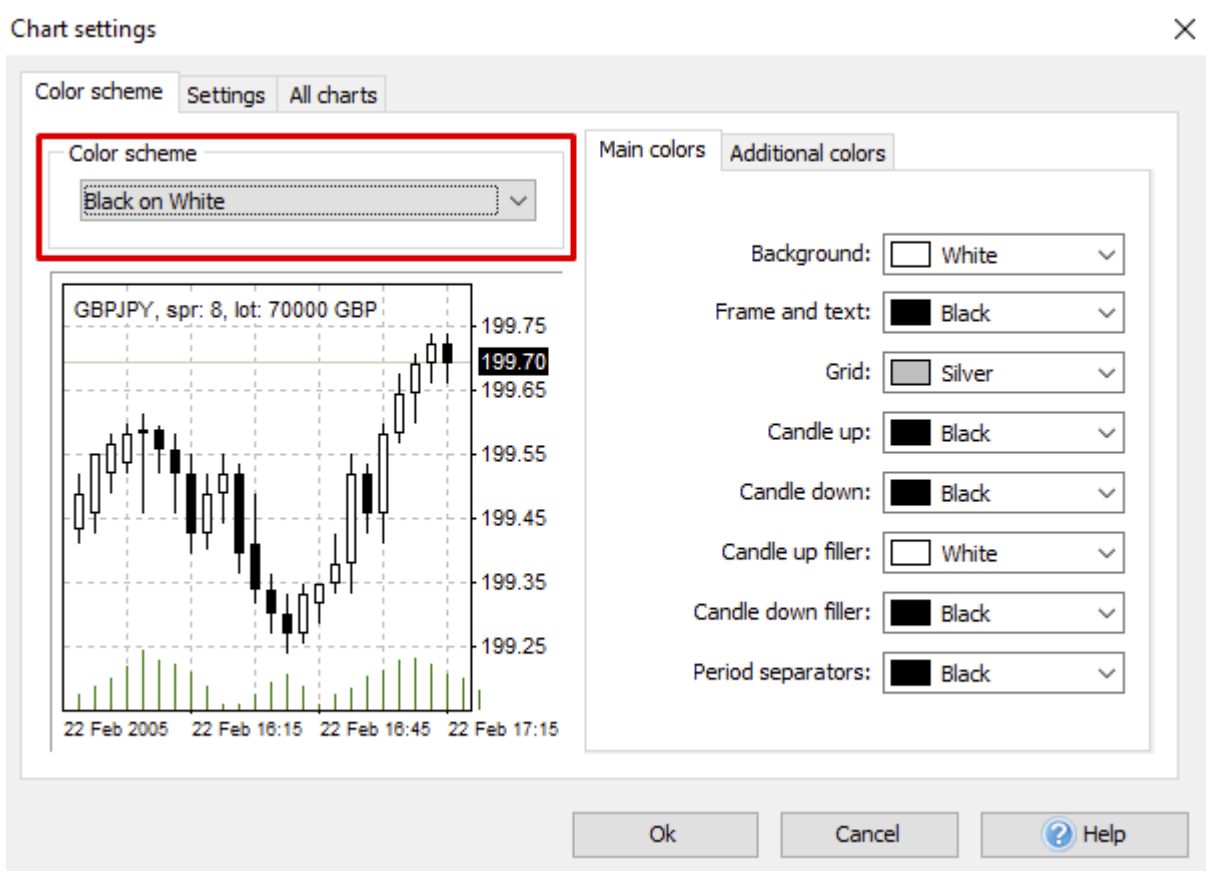 Chart settings
Color scheme Settings All charts
Color scheme
Black on White
GBPJPY, spr: 8, lot: 70000 GBP
199.75
199.70
199.65
199.55
199.45
199.35
199.25
22 Feb 2005 22 Feb 16:15 22 Feb 16:45 22 Feb 17:15
Main colors Additional colors
Background: White
Frame and text: Black
Grid: Silver
Candle up: Black
Candle down: Black
Candle up filler: White
Candle down filler: Black
Period separators: Black
Ok Cancel ? Help